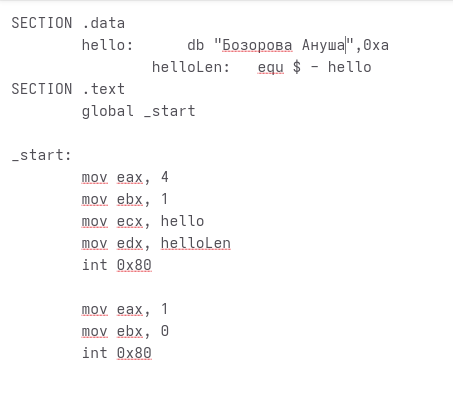 SECTION .data
hello: db "Бозорова Ануша",0xa
helloLen: equ $ - hello
SECTION .text
global _start
_start:
mov eax, 4
mov ebx, 1
mov ecx, hello
mov edx, helloLen
int 0x80
mov eax, 1
mov ebx, 0
int 0x80